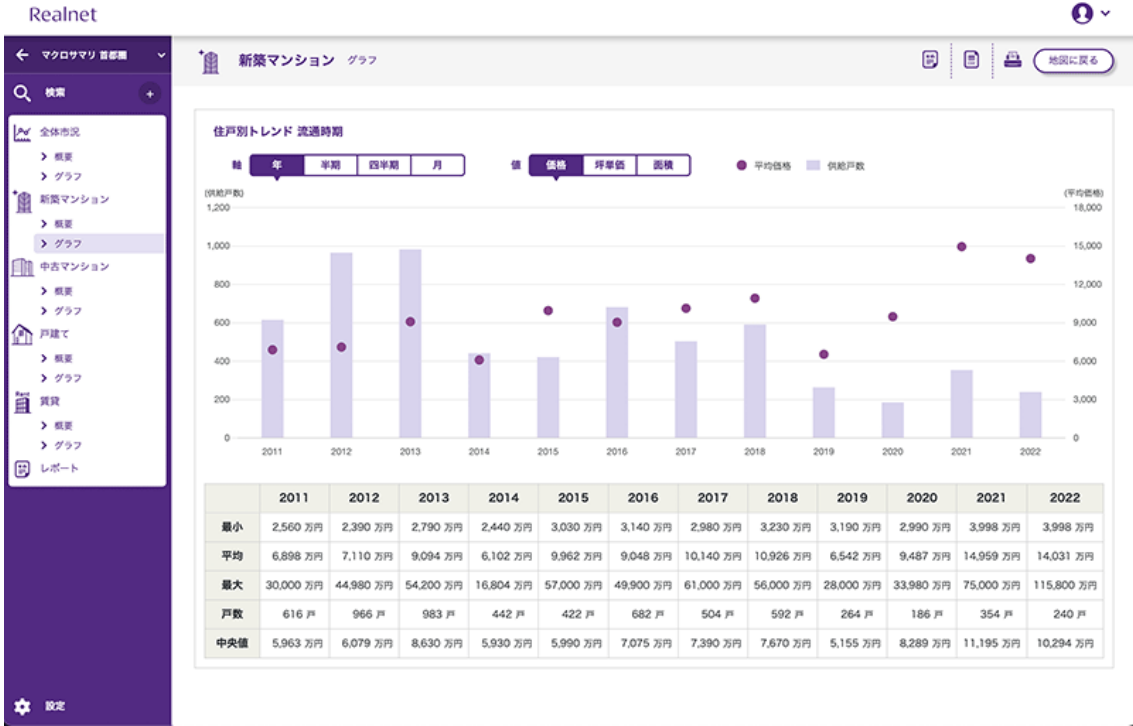 Realnet
マクロサマリ 首都圏
検索
+
全体市況
概要
グラフ
新築マンション
概要
グラフ
中古マンション
概要
グラフ
戸建て
概要
グラフ
Rent
賃貸
概要
グラフ
レポート
設定
新築マンション グラフ
地図に戻る
住戸別トレンド 流通時期
軸 年 半期 四半期 月 値 価格 坪単価 面積 平均価格 供給戸数
(供給戸数) (平均価格)
1,200 18,000
1,000 15,000
800 12,000
600 9,000
400 6,000
200 3,000
0 0
2011 2012 2013 2014 2015 2016 2017 2018 2019 2020 2021 2022
2011 2012 2013 2014 2015 2016 2017 2018 2019 2020 2021 2022
最小 2,560 万円 2,390 万円 2,790 万円 2,440 万円 3,030 万円 3,140 万円 2,980 万円 3,230 万円 3,190 万円 2,990 万円 3,998 万円 3,998 万円
平均 6,898 万円 7,110 万円 9,094 万円 6,102 万円 9,962 万円 9,048 万円 10,140 万円 10,926 万円 6,542 万円 9,487 万円 14,959 万円 14,031 万円
最大 30,000 万円 44,980 万円 54,200 万円 16,804 万円 57,000 万円 49,900 万円 61,000 万円 56,000 万円 28,000 万円 33,980 万円 75,000 万円 115,800 万円
戸数 616 戸 966 戸 983 戸 442 戸 422 戸 682 戸 504 戸 592 戸 264 戸 186 戸 354 戸 240 戸
中央値 5,963 万円 6,079 万円 8,630 万円 5,930 万円 5,990 万円 7,075 万円 7,390 万円 7,670 万円 5,155 万円 8,289 万円 11,195 万円 10,294 万円